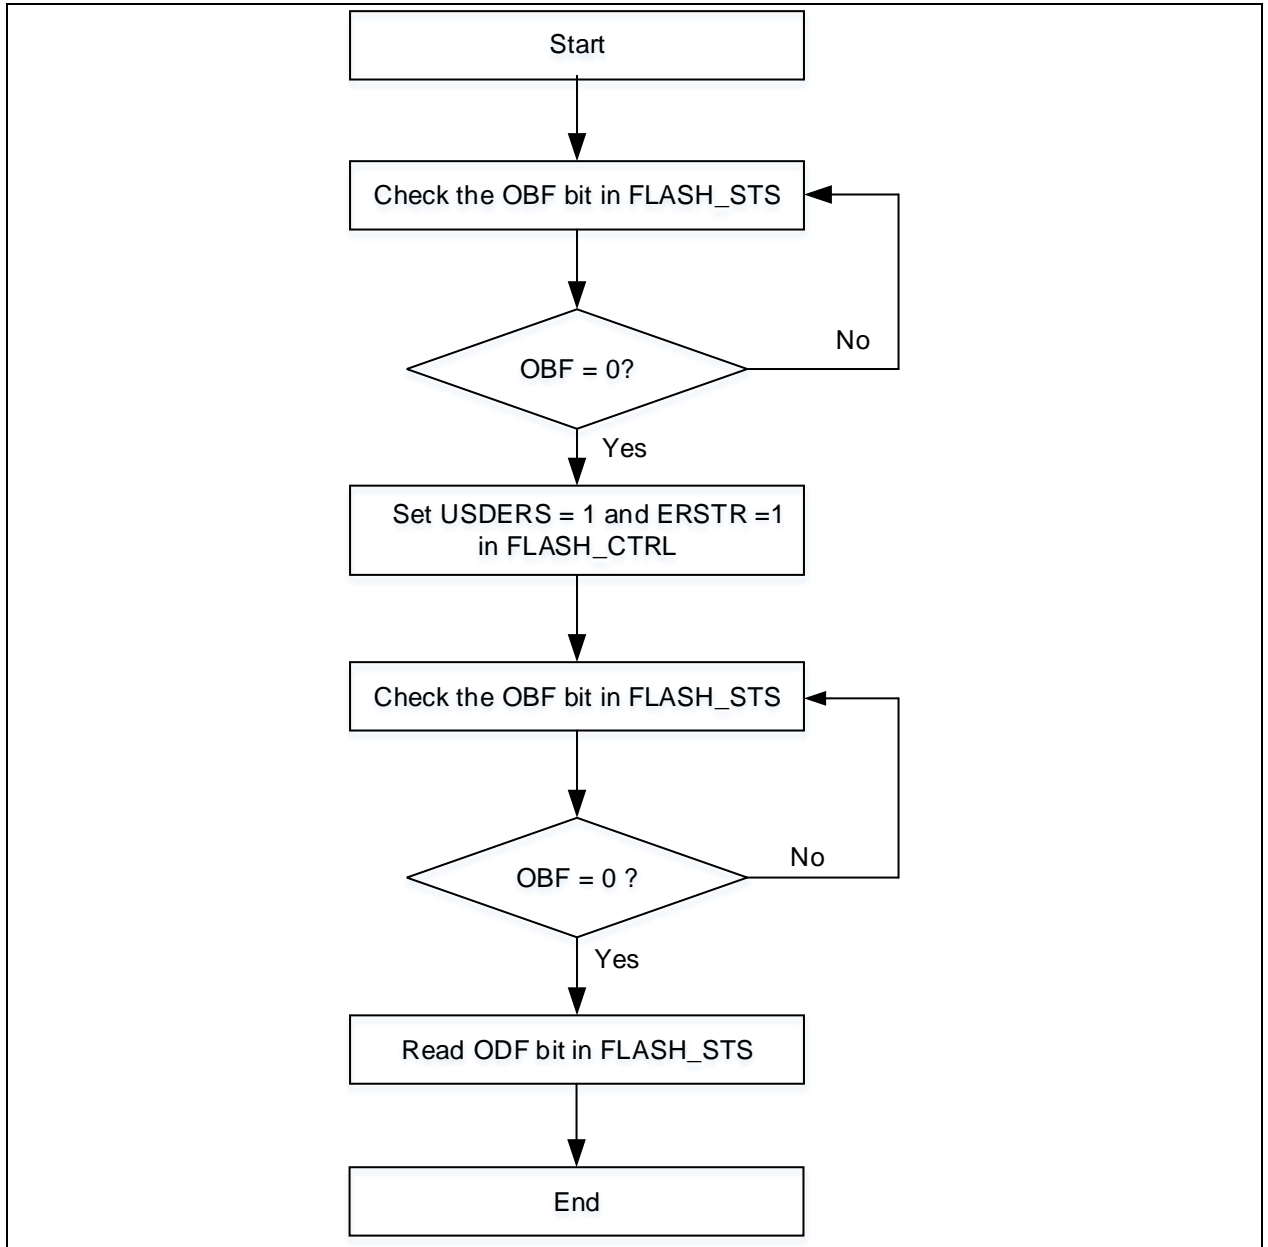 Start
Check the OBF bit in FLASH_STS
OBF = 0?
No
Yes
Set USDERS = 1 and ERSTR =1
in FLASH_CTRL
Check the OBF bit in FLASH_STS
No
OBF = 0 ?
Yes
Read ODF bit in FLASH_STS
End